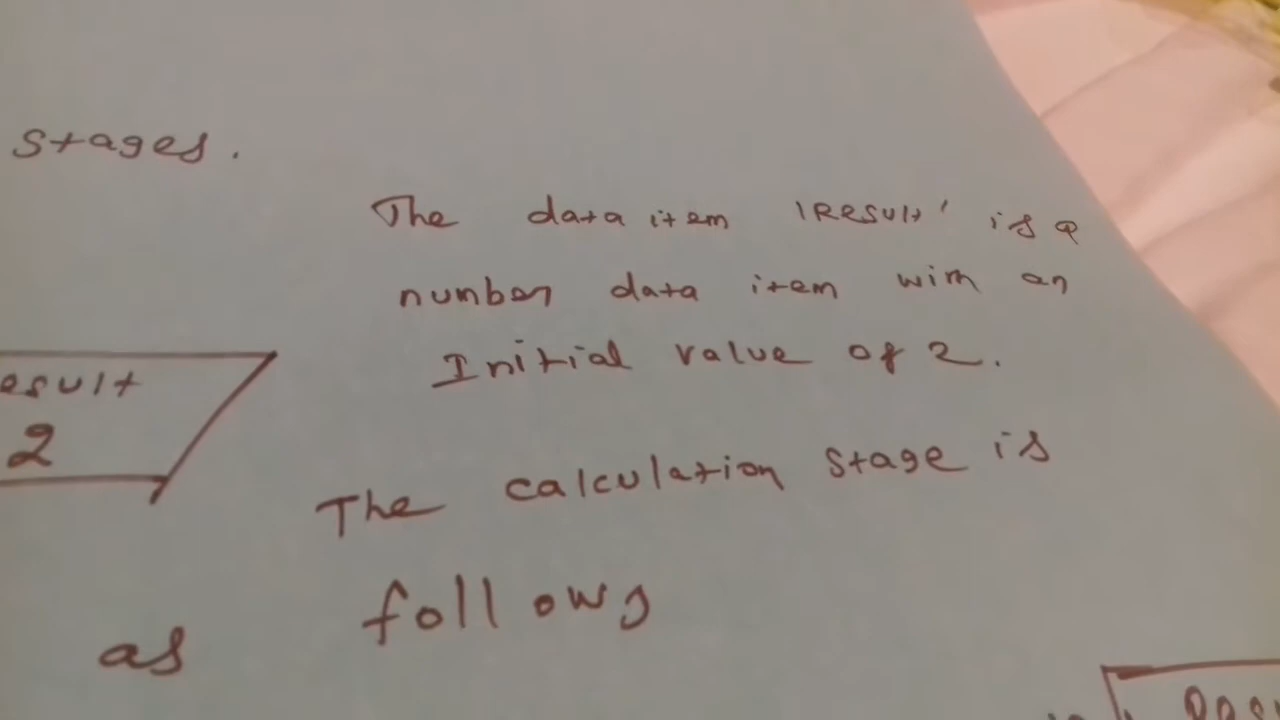 stages.
The data item 'Result' is a
number data item with an
Initial value of 2.
esult
2
The calculation stage is
as follows